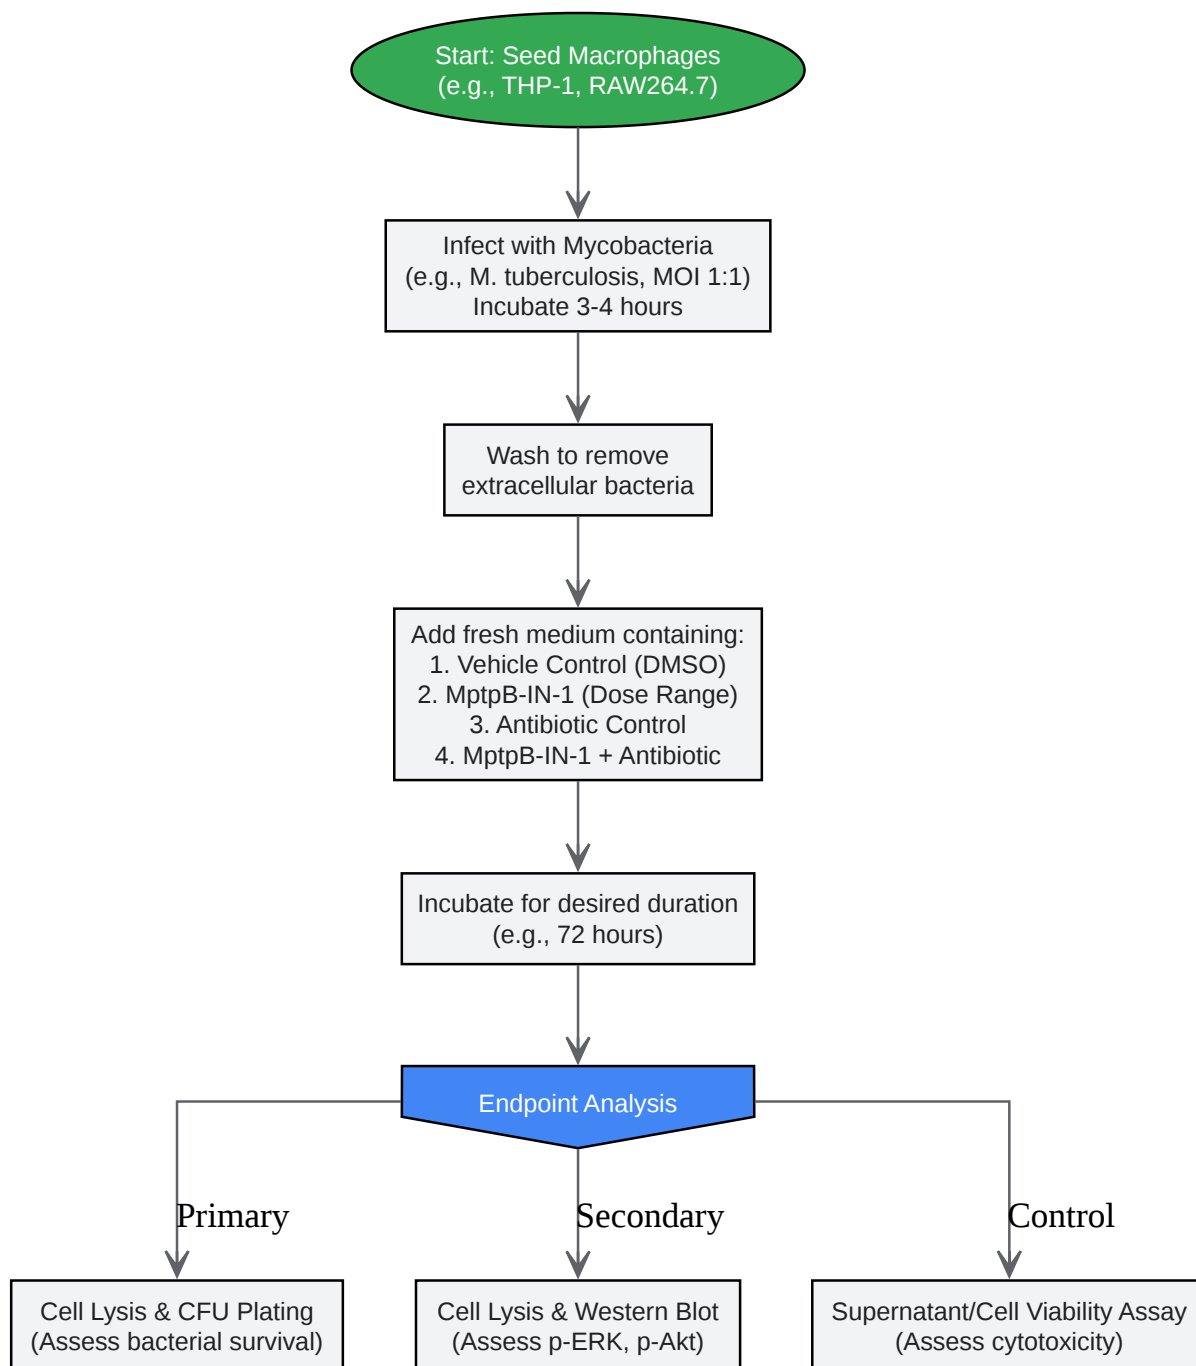 Start: Seed Macrophages
(e.g., THP-1, RAW264.7)
Infect with Mycobacteria
(e.g., M. tuberculosis, MOI 1:1)
Incubate 3-4 hours
Wash to remove
extracellular bacteria
Add fresh medium containing:
1. Vehicle Control (DMSO)
2. MptpB-IN-1 (Dose Range)
3. Antibiotic Control
4. MptpB-IN-1 + Antibiotic
Incubate for desired duration
(e.g., 72 hours)
Endpoint Analysis
Primary
Secondary
Control
Cell Lysis & CFU Plating
(Assess bacterial survival)
Cell Lysis & Western Blot
(Assess p-ERK, p-Akt)
Supernatant/Cell Viability Assay
(Assess cytotoxicity)